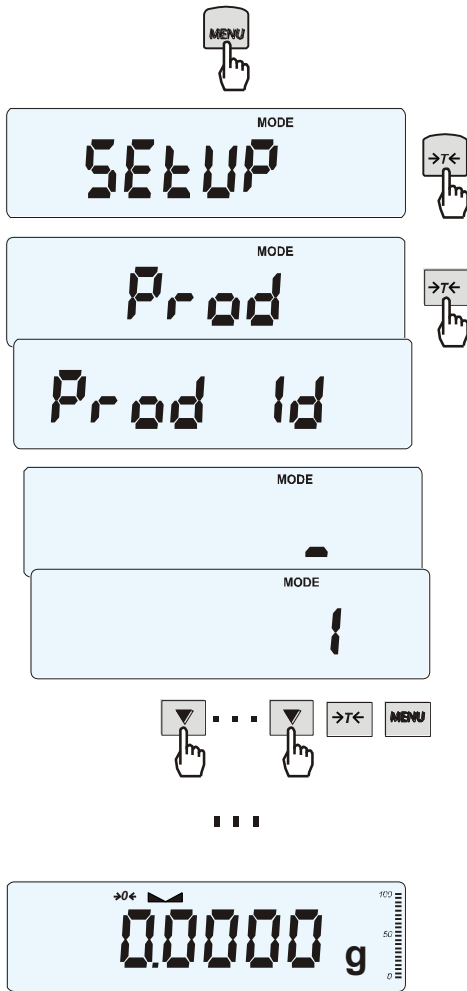 MENU
MODE
SEtUP
→T←
MODE
Prod
→T←
Prod Id
MODE
-
MODE
1
▼ . . . ▼ →T← MENU
. . .
→0← 100
50
0.0000 g
0